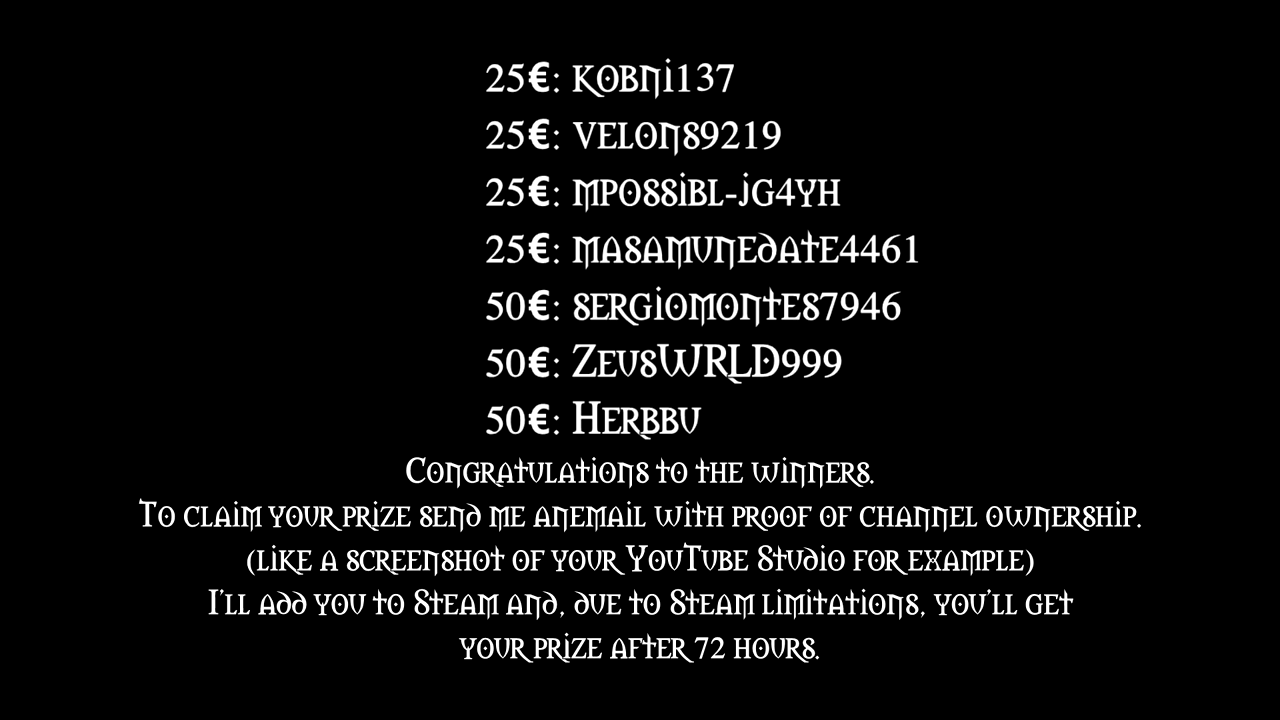 25€: kobni137
25€: velons9219
25€: mpossibl-jg4yh
25€: masamunedate4461
50€: sergiomontes7946
50€: ZeusWRLD999
50€: Herbbu
Congratulations to the winners.
To claim your prize send me anemail with proof of channel ownership.
(like a screenshot of your YouTube Studio for example)
I'll add you to Steam and, due to Steam limitations, you'll get
your prize after 72 hours.